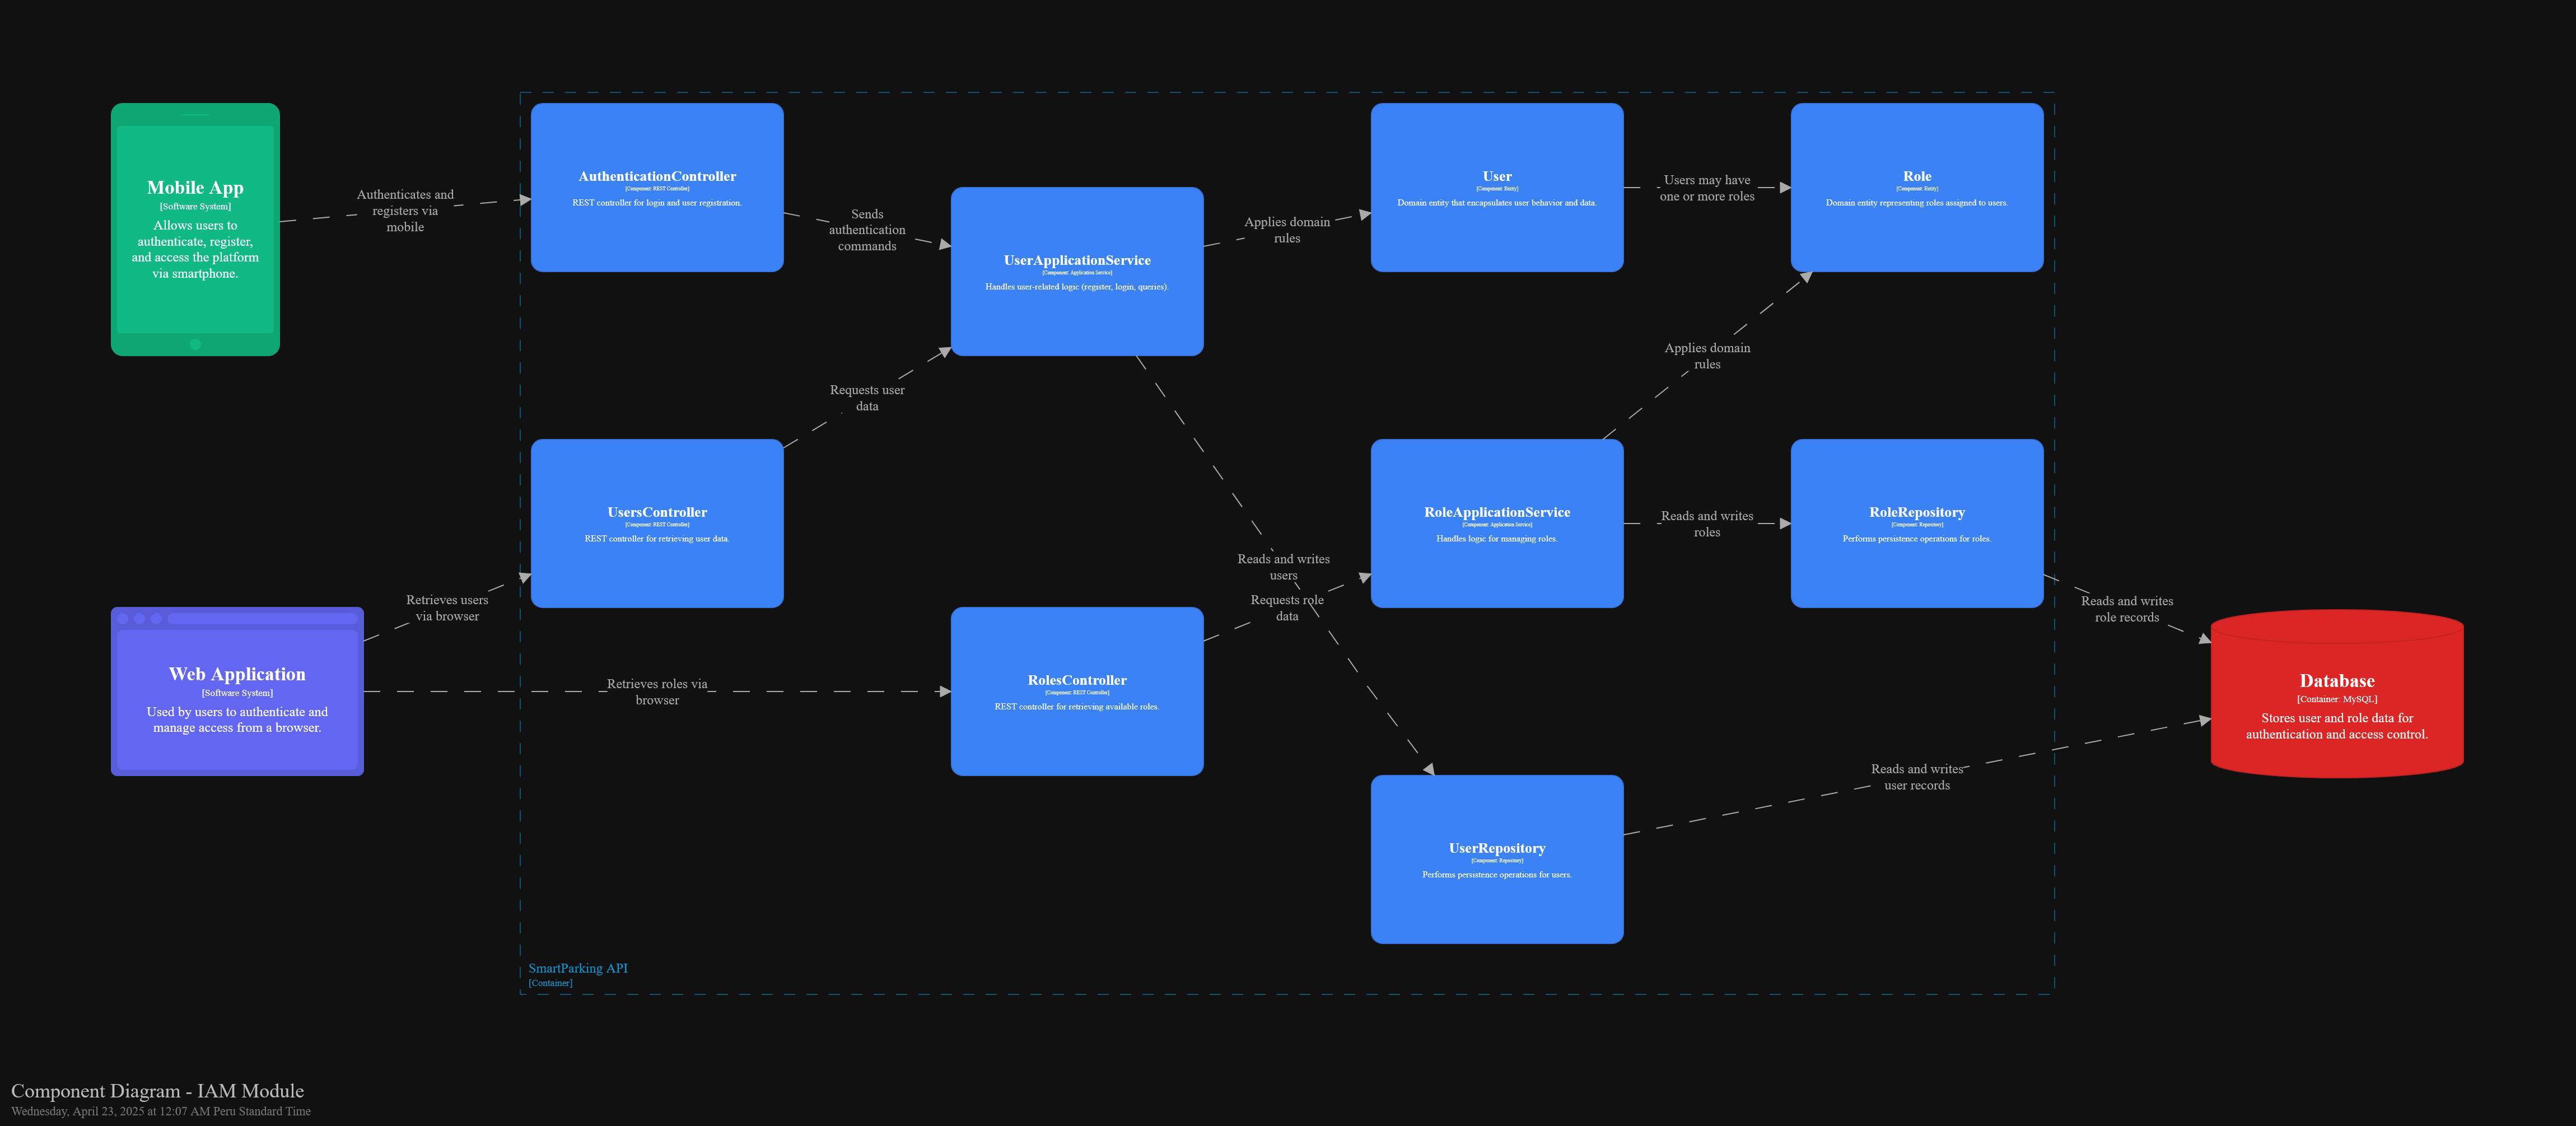 Mobile App
[Software System]
Allows users to
authenticate, register,
and access the platform
via smartphone.
Authenticates and
registers via
mobile
AuthenticationController
[Component: REST Controller]
REST controller for login and user registration.
Sends
authentication
commands
UserApplicationService
[Component: Application Service]
Handles user-related logic (register, login, queries).
Applies domain
rules
User
[Component: Entity]
Domain entity that encapsulates user behavior and data.
Users may have
one or more roles
Role
[Component: Entity]
Domain entity representing roles assigned to users.
Applies domain
rules
Requests user
data
UsersController
[Component: REST Controller]
REST controller for retrieving user data.
Retrieves users
via browser
Web Application
[Software System]
Used by users to authenticate and
manage access from a browser.
Retrieves roles via
browser
RolesController
[Component: REST Controller]
REST controller for retrieving available roles.
Reads and writes
users
Requests role
data
RoleApplicationService
[Component: Application Service]
Handles logic for managing roles.
Reads and writes
roles
RoleRepository
[Component: Repository]
Performs persistence operations for roles.
Reads and writes
role records
Database
[Container: MySQL]
Stores user and role data for
authentication and access control.
Reads and writes
user records
UserRepository
[Component: Repository]
Performs persistence operations for users.
SmartParking API
[Container]
Component Diagram - IAM Module
Wednesday, April 23, 2025 at 12:07 AM Peru Standard Time